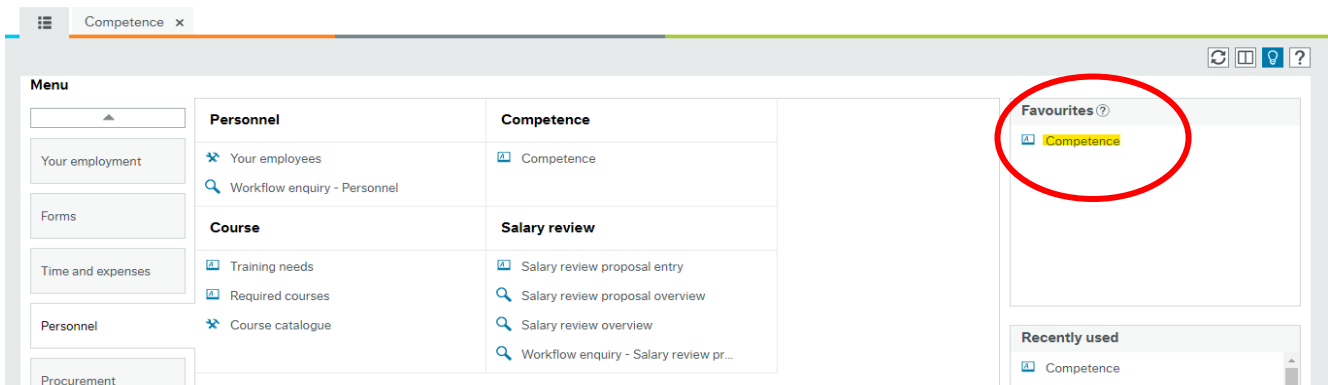 Competence ×
?
Menu
Your employment
Forms
Time and expenses
Personnel
Procurement
Personnel
Your employees
Workflow enquiry - Personnel
Competence
Competence
Course
Training needs
Required courses
Course catalogue
Salary review
Salary review proposal entry
Salary review proposal overview
Salary review overview
Workflow enquiry - Salary review pr...
Favourites ?
Competence
Recently used
Competence